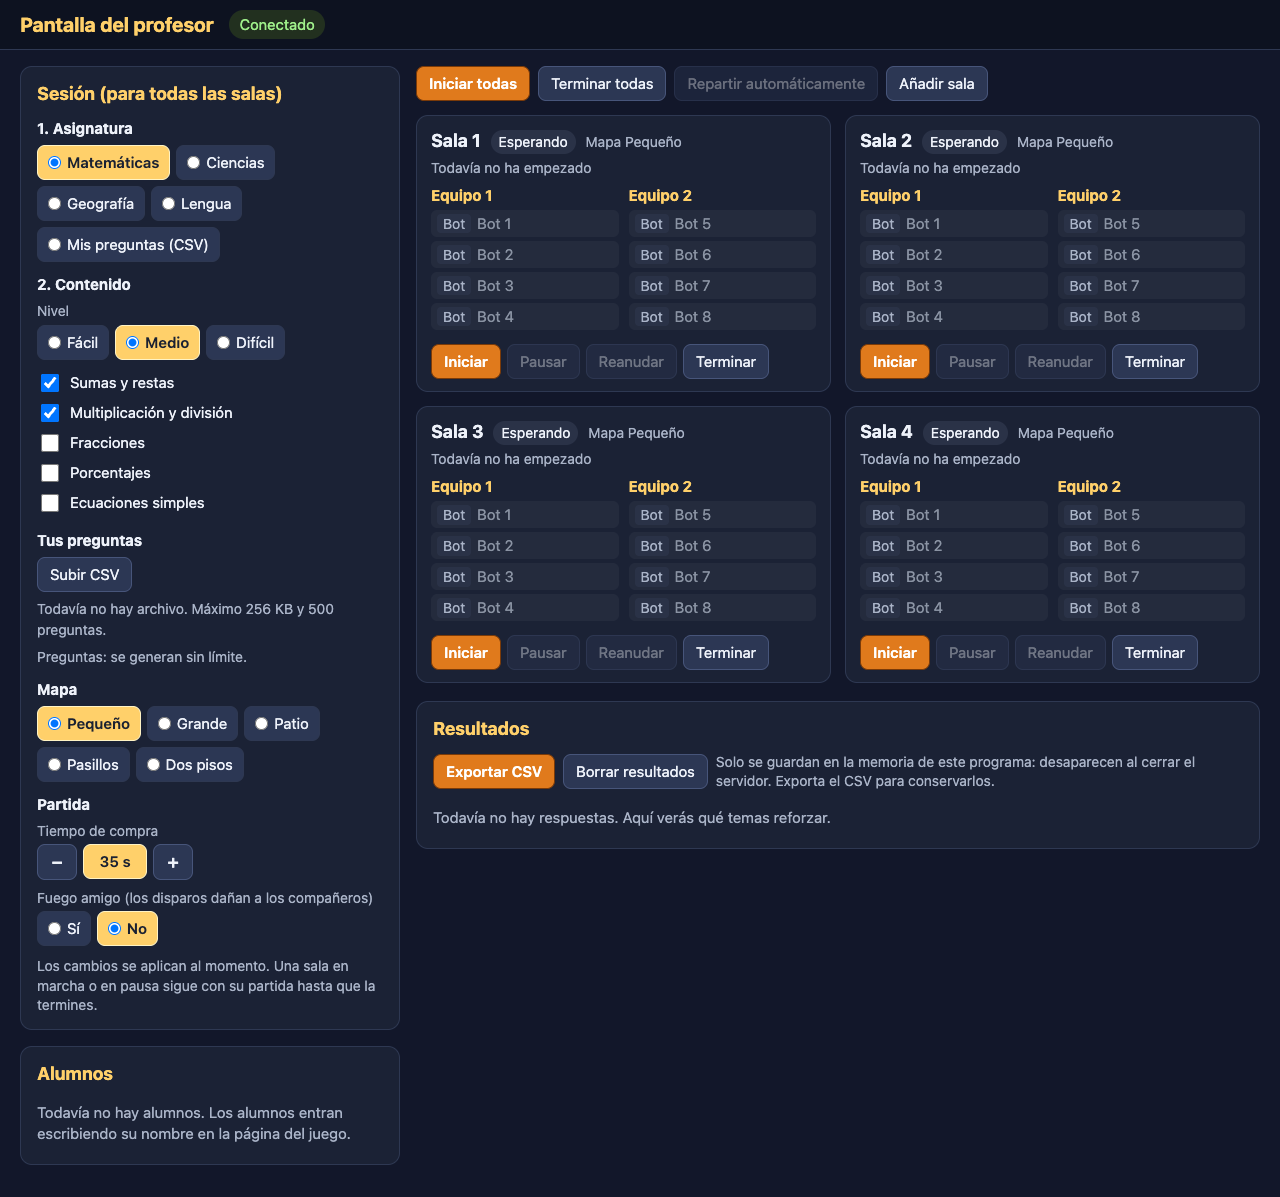 Pantalla del profesor
Conectado
Sesión (para todas las salas)
1. Asignatura
Matemáticas
Ciencias
Geografía
Lengua
Mis preguntas (CSV)
2. Contenido
Nivel
Fácil
Medio
Difícil
Sumas y restas
Multiplicación y división
Fracciones
Porcentajes
Ecuaciones simples
Tus preguntas
Subir CSV
Todavía no hay archivo. Máximo 256 KB y 500
preguntas.
Preguntas: se generan sin límite.
Mapa
Pequeño
Grande
Patio
Pasillos
Dos pisos
Partida
Tiempo de compra
−
35 s
+
Fuego amigo (los disparos dañan a los compañeros)
Sí
No
Los cambios se aplican al momento. Una sala en
marcha o en pausa sigue con su partida hasta que la
termines.
Alumnos
Todavía no hay alumnos. Los alumnos entran
escribiendo su nombre en la página del juego.
Iniciar todas
Terminar todas
Repartir automáticamente
Añadir sala
Sala 1 Esperando Mapa Pequeño
Todavía no ha empezado
Equipo 1
Bot Bot 1
Bot Bot 2
Bot Bot 3
Bot Bot 4
Equipo 2
Bot Bot 5
Bot Bot 6
Bot Bot 7
Bot Bot 8
Iniciar
Pausar
Reanudar
Terminar
Sala 2 Esperando Mapa Pequeño
Todavía no ha empezado
Equipo 1
Bot Bot 1
Bot Bot 2
Bot Bot 3
Bot Bot 4
Equipo 2
Bot Bot 5
Bot Bot 6
Bot Bot 7
Bot Bot 8
Iniciar
Pausar
Reanudar
Terminar
Sala 3 Esperando Mapa Pequeño
Todavía no ha empezado
Equipo 1
Bot Bot 1
Bot Bot 2
Bot Bot 3
Bot Bot 4
Equipo 2
Bot Bot 5
Bot Bot 6
Bot Bot 7
Bot Bot 8
Iniciar
Pausar
Reanudar
Terminar
Sala 4 Esperando Mapa Pequeño
Todavía no ha empezado
Equipo 1
Bot Bot 1
Bot Bot 2
Bot Bot 3
Bot Bot 4
Equipo 2
Bot Bot 5
Bot Bot 6
Bot Bot 7
Bot Bot 8
Iniciar
Pausar
Reanudar
Terminar
Resultados
Exportar CSV
Borrar resultados
Solo se guardan en la memoria de este programa: desaparecen al cerrar el
servidor. Exporta el CSV para conservarlos.
Todavía no hay respuestas. Aquí verás qué temas reforzar.